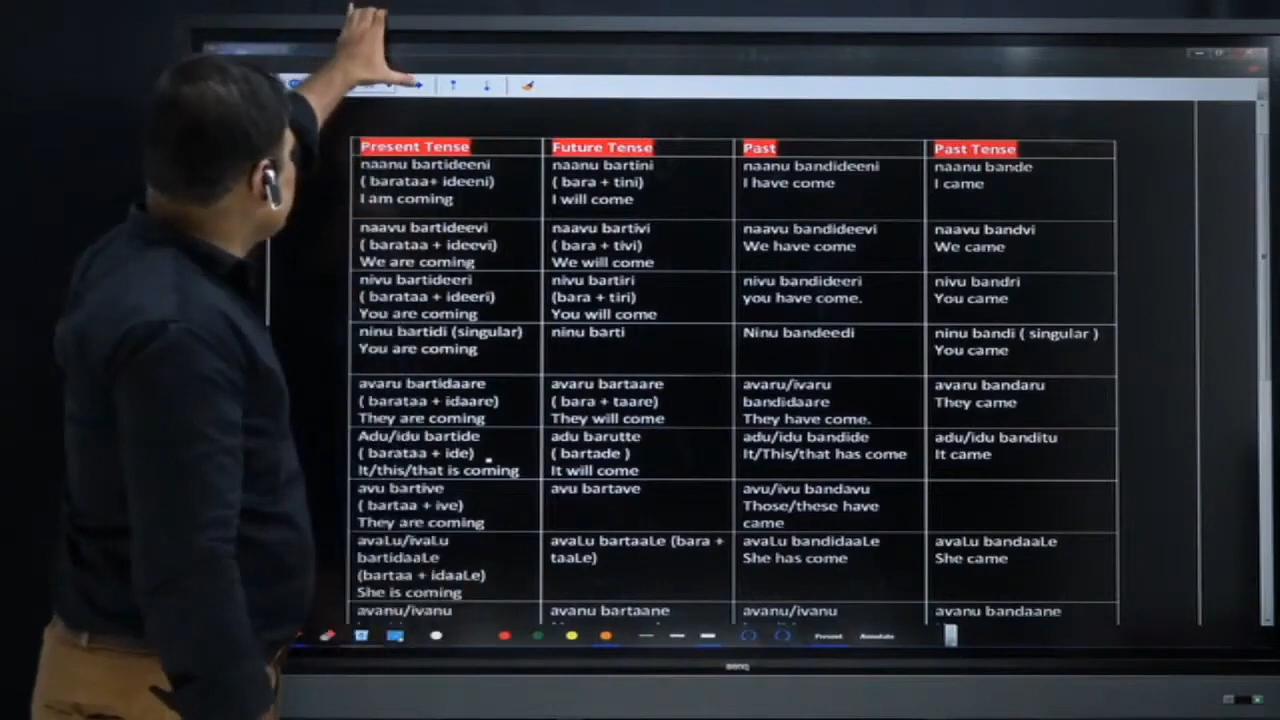 Present Tense
Future Tense
Past
Past Tense
naanu bartideeni
( barataa+ ideeni)
I am coming
naanu bartini
( bara + tini)
I will come
naanu bandideeni
I have come
naanu bande
I came
naavu bartideevi
( barataa + ideevi)
We are coming
naavu bartivi
( bara + tivi)
We will come
naavu bandideevi
We have come
naavu bandvi
We came
nivu bartideeri
( barataa + ideeri)
You are coming
nivu bartiri
(bara + tiri)
You will come
nivu bandideeri
you have come.
nivu bandri
You came
ninu bartidi (singular)
You are coming
ninu barti
Ninu bandeedi
ninu bandi ( singular )
You came
avaru bartidaare
( barataa + idaare)
They are coming
avaru bartaare
( bara + taare)
They will come
avaru/ivaru
bandidaare
They have come.
avaru bandaru
They came
Adu/idu bartide
( barataa + ide)
It/this/that is coming
adu barutte
( bartade )
It will come
adu/idu bandide
It/This/that has come
adu/idu banditu
It came
avu bartive
( bartaa + ive)
They are coming
avu bartave
avu/ivu bandavu
Those/these have
came
avaLu/ivaLu
bartidaaLe
(bartaa + idaaLe)
She is coming
avaLu bartaaLe (bara +
taaLe)
avaLu bandidaaLe
She has come
avaLu bandaaLe
She came
avanu/ivanu
avanu bartaane
avanu/ivanu
avanu bandaane
Present
Annotate
BenQ